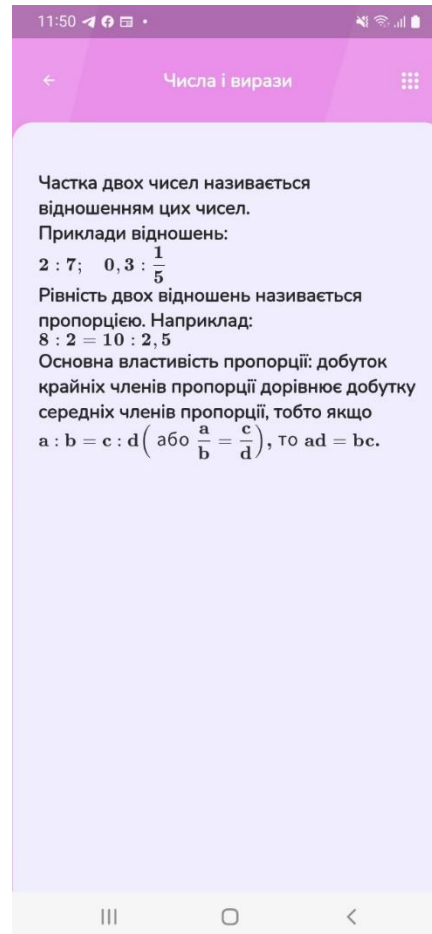 11:50
Числа і вирази
Частка двох чисел називається
відношенням цих чисел.
Приклади відношень:
2 : 7; 0, 3 : 1/5
Рівність двох відношень називається
пропорцією. Наприклад:
8 : 2 = 10 : 2, 5
Основна властивість пропорції: добуток
крайніх членів пропорції дорівнює добутку
середніх членів пропорції, тобто якщо
a : b = c : d ( або a/b = c/d ), то ad = bc.